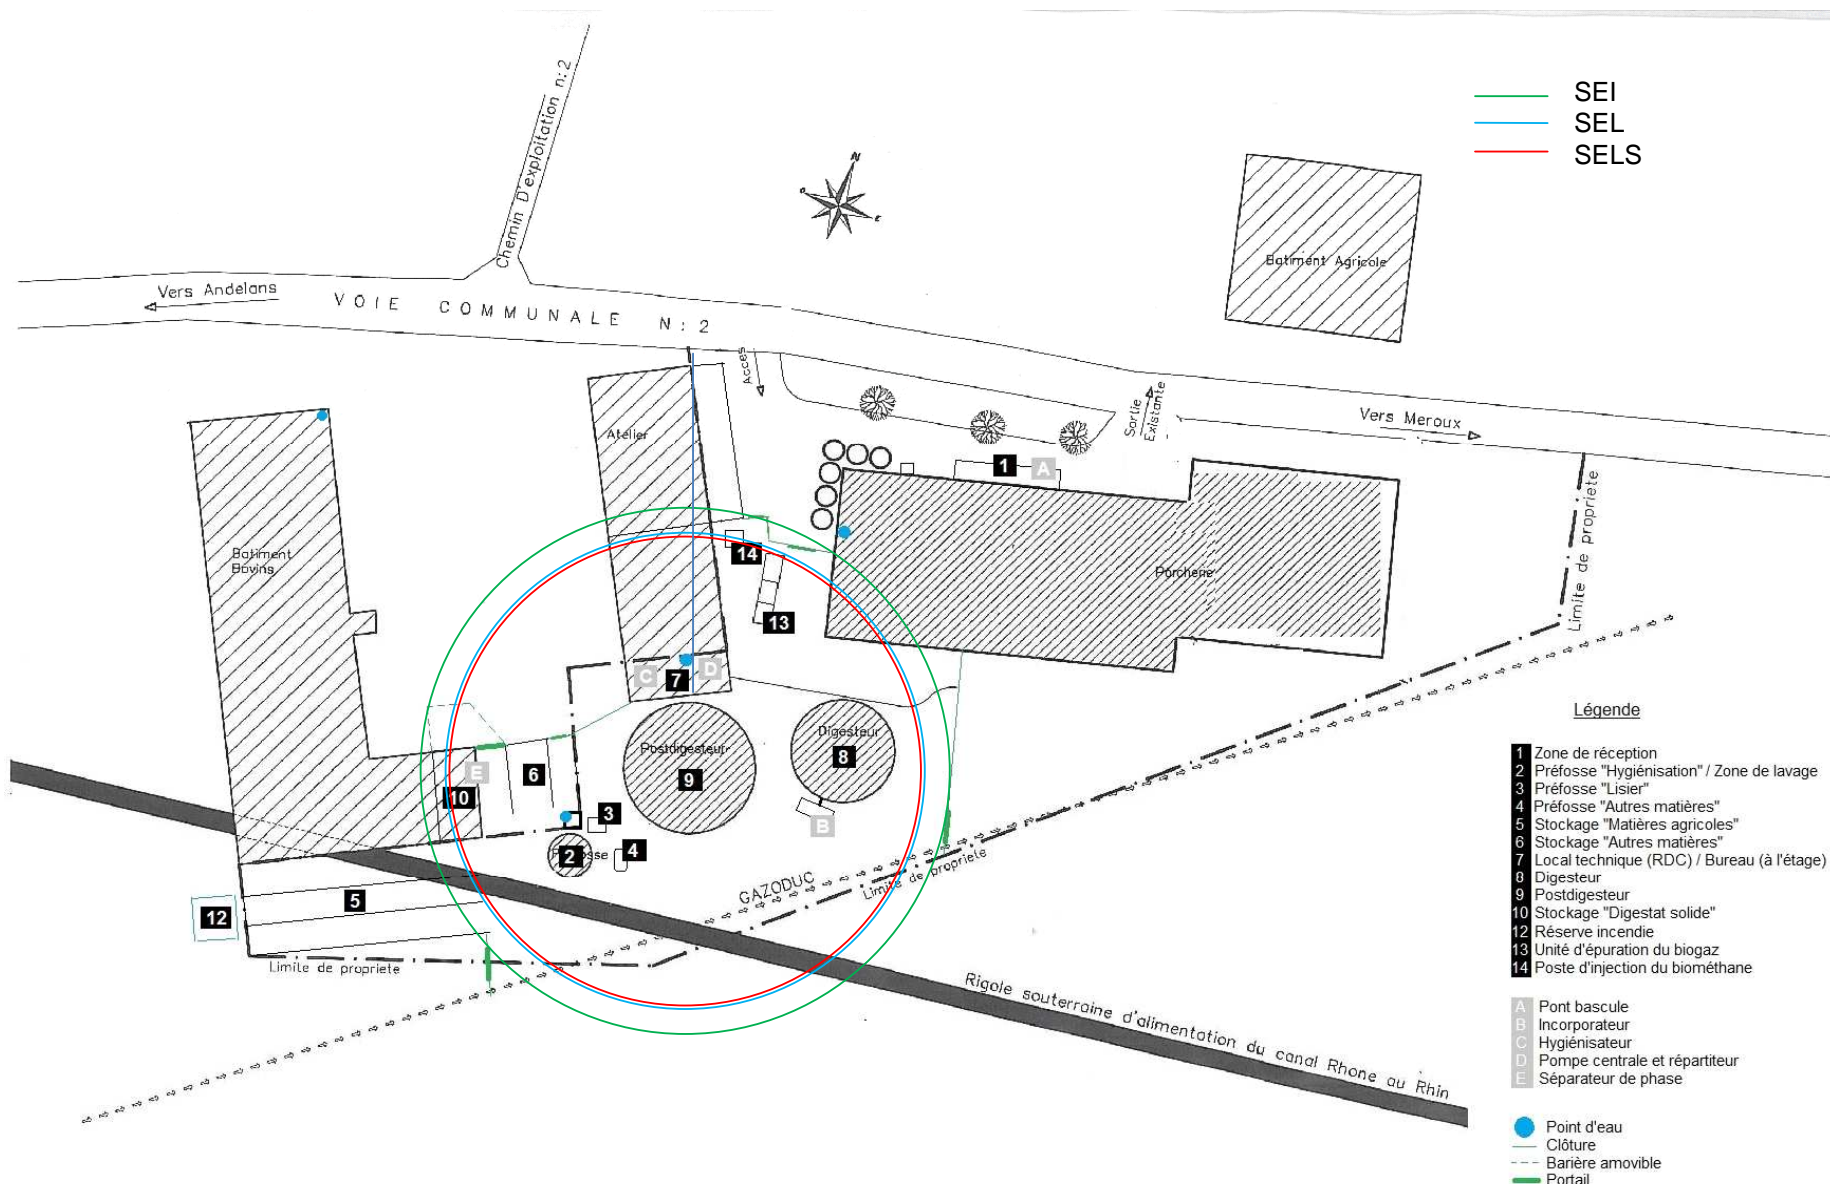 SEI
SEL
SELS
Chemin D'exploitation n:2
N
E
Batiment Agricole
Vers Andelans
VOIE COMMUNALE N:2
Acces
Sortie
Existante
Vers Meroux
Limite de propriete
Atelier
1
A
Batiment
Bovins
14
13
Porcherie
C
7
D
Postdigesteur
9
Digesteur
8
B
E
6
10
3
2
4
5
12
GAZODUC
Limite de propriete
Limite de propriete
Rigole souterraine d'alimentation du canal Rhone au Rhin
Légende
1 Zone de réception
2 Préfosse "Hygiénisation" / Zone de lavage
3 Préfosse "Lisier"
4 Préfosse "Autres matières"
5 Stockage "Matières agricoles"
6 Stockage "Autres matières"
7 Local technique (RDC) / Bureau (à l'étage)
8 Digesteur
9 Postdigesteur
10 Stockage "Digestat solide"
12 Réserve incendie
13 Unité d'épuration du biogaz
14 Poste d'injection du biométhane
A Pont bascule
B Incorporateur
C Hygiénisateur
D Pompe centrale et répartiteur
E Séparateur de phase
Point d'eau
Clôture
Barière amovible
Portail